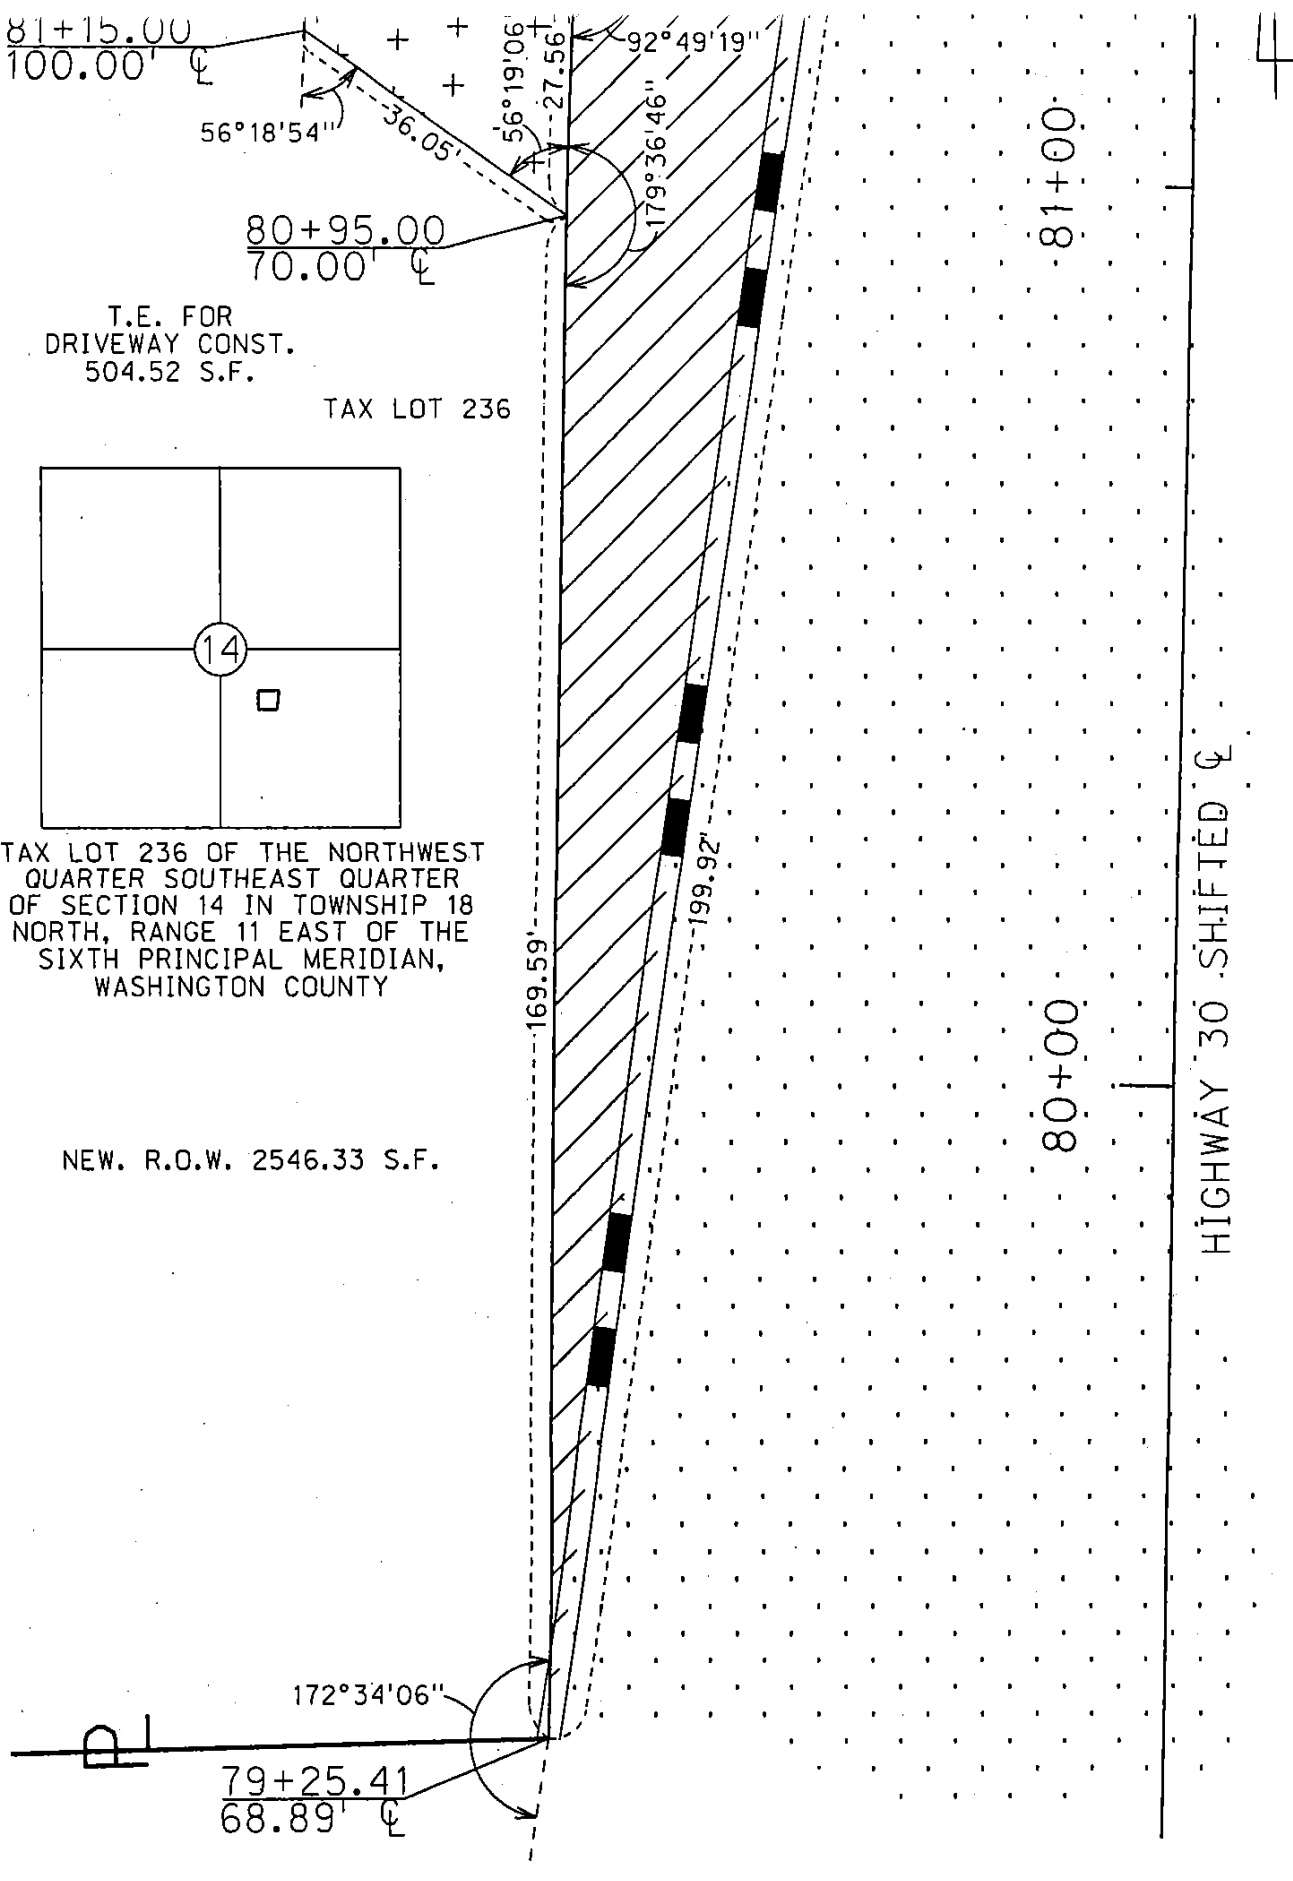 81+15.00
100.00' ℄
56°18'54"
36.05'
56°19'06"
27.56'
92°49'19"
179°36'46"
81+00
80+95.00
70.00' ℄
T.E. FOR
DRIVEWAY CONST.
504.52 S.F.
TAX LOT 236
14
TAX LOT 236 OF THE NORTHWEST
QUARTER SOUTHEAST QUARTER
OF SECTION 14 IN TOWNSHIP 18
NORTH, RANGE 11 EAST OF THE
SIXTH PRINCIPAL MERIDIAN,
WASHINGTON COUNTY
199.92'
169.59'
HIGHWAY 30 SHIFTED ℄
80+00
NEW. R.O.W. 2546.33 S.F.
172°34'06"
79+25.41
68.89' ℄